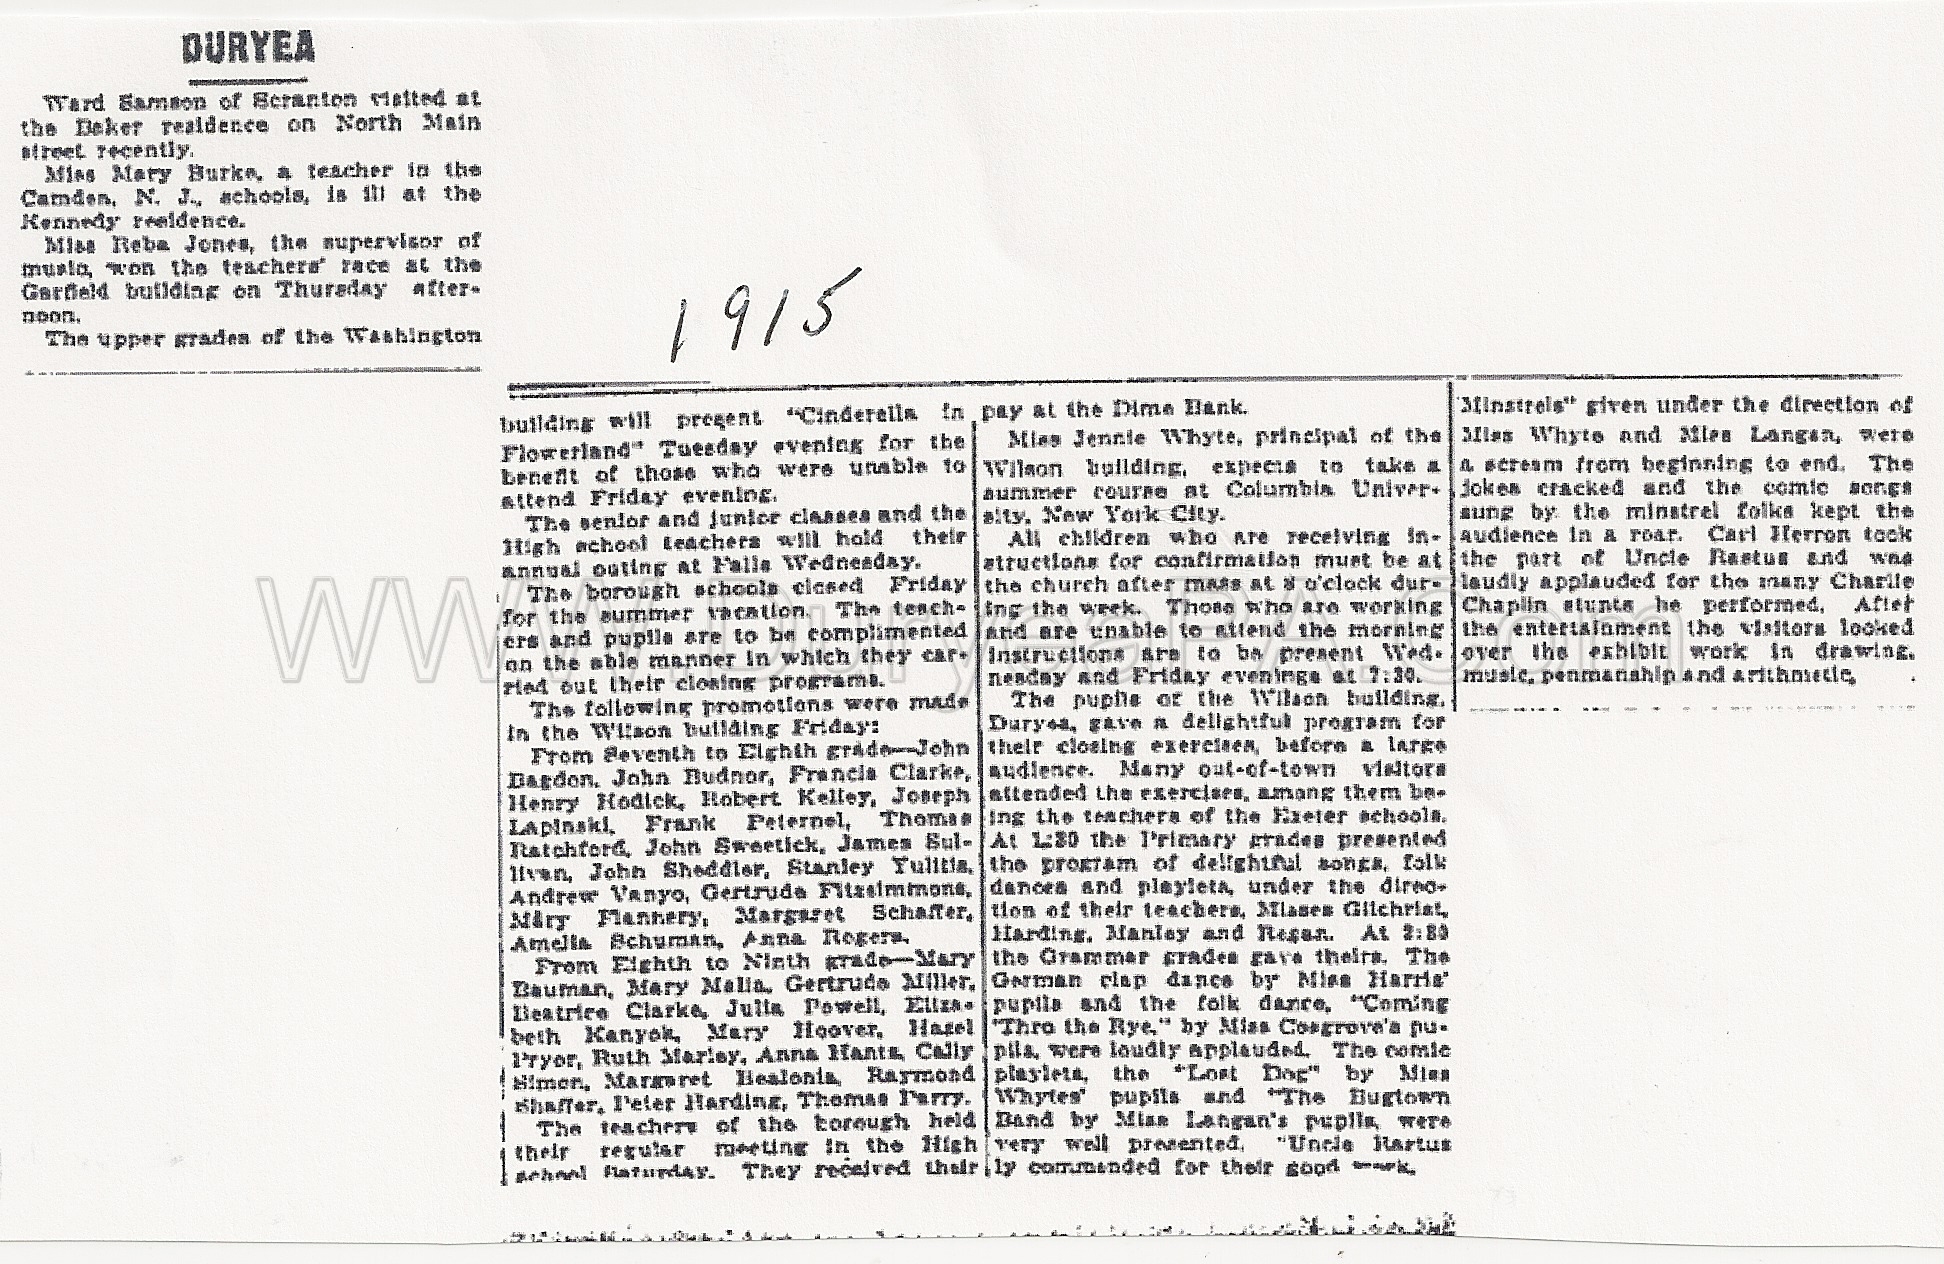 DURYEA
Ward Samson of Scranton visited at
the Baker residence on North Main
street recently.
Miss Mary Burke, a teacher in the
Camden, N. J., schools, is ill at the
Kennedy residence.
Miss Reba Jones, the supervisor of
music, won the teachers' race at the
Garfield building on Thursday after-
noon.
The upper grades of the Washington
1915
building will present "Cinderella in
Flowerland" Tuesday evening for the
benefit of those who were unable to
attend Friday evening.
The senior and junior classes and the
High school teachers will hold their
annual outing at Falls Wednesday.
The borough schools closed Friday
for the summer vacation. The teach-
ers and pupils are to be complimented
on the able manner in which they car-
ried out their closing programs.
The following promotions were made
in the Wilson building Friday:
From Seventh to Eighth grade—John
Bagdon, John Budnor, Francis Clarke,
Henry Hodick, Robert Kelley, Joseph
Lapinski, Frank Peternel, Thomas
Ratchford, John Sweetick, James Sul-
livan, John Sheddler, Stanley Yulitis,
Andrew Vanyo, Gertrude Fitzsimmons,
Mary Flannery, Margaret Schaffer,
Amelia Schuman, Anna Rogers.
From Eighth to Ninth grade—Mary
Bauman, Mary Malia, Gertrude Miller,
Beatrice Clarke, Julia Powell, Eliza-
beth Kanyok, Mary Hoover, Hazel
Pryor, Ruth Marley, Anna Hants, Cally
Simon, Margaret Bealonis, Raymond
Shaffer, Peter Harding, Thomas Parry.
The teachers of the borough held
their regular meeting in the High
school Saturday. They received their
pay at the Dime Bank.
Miss Jennie Whyte, principal of the
Wilson building, expects to take a
summer course at Columbia Univer-
sity, New York City.
All children who are receiving in-
structions for confirmation must be at
the church after mass at 8 o'clock dur-
ing the week. Those who are working
and are unable to attend the morning
instructions are to be present Wed-
nesday and Friday evenings at 7:30.
The pupils of the Wilson building,
Duryea, gave a delightful program for
their closing exercises, before a large
audience. Many out-of-town visitors
attended the exercises, among them be-
ing the teachers of the Exeter schools.
At 1:30 the Primary grades presented
the program of delightful songs, folk
dances and playlets, under the direc-
tion of their teachers, Misses Gilchrist,
Harding, Manley and Regan. At 2:30
the Grammar grades gave theirs. The
German clap dance by Miss Harris'
pupils and the folk dance, "Coming
'Thro the Rye," by Miss Cosgrove's pu-
pils, were loudly applauded. The comic
playlets, the "Lost Dog" by Miss
Whytes' pupils and "The Bugtown
Band by Miss Langan's pupils, were
very well presented. "Uncle Rastus
ly commended for their good work.
Minstrels" given under the direction of
Miss Whyte and Miss Langan, were
a scream from beginning to end. The
jokes cracked and the comic songs
sung by the minstrel folks kept the
audience in a roar. Carl Herron took
the part of Uncle Rastus and was
laudly applauded for the many Charlie
Chaplin stunts he performed. After
the entertainment the visitors looked
over the exhibit work in drawing,
music, penmanship and arithmetic.
www.DuryeaPA.com